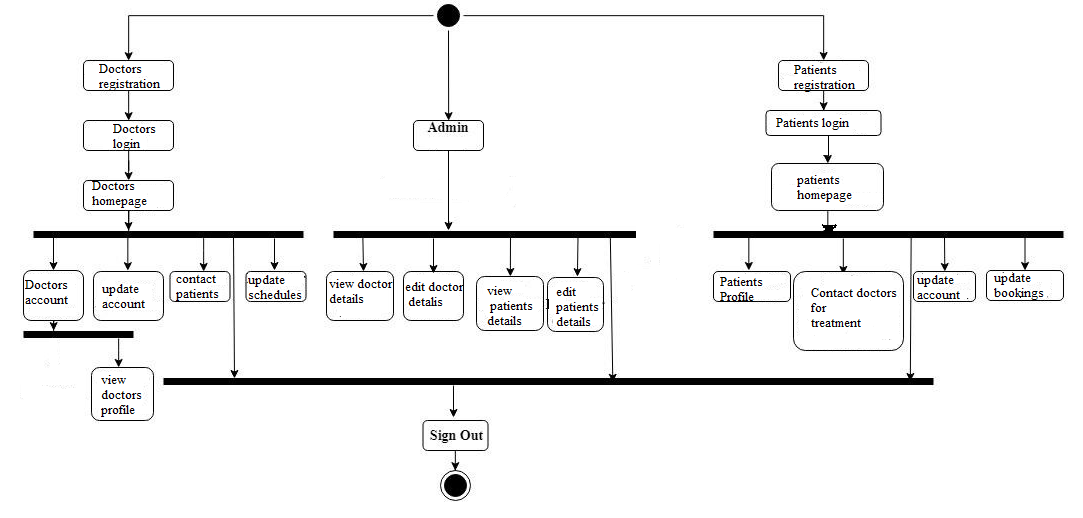 Doctors
registration
Doctors
login
Doctors
homepage
Admin
Patients
registration
Patients login
patients
homepage
Doctors
account
update
account
contact
patients
update
schedules
view doctor
details
edit doctor
detalis
view
patients
details
edit
patients
details
Patients
Profile
Contact doctors
for
treatment
update
account
update
bookings
view
doctors
profile
Sign Out